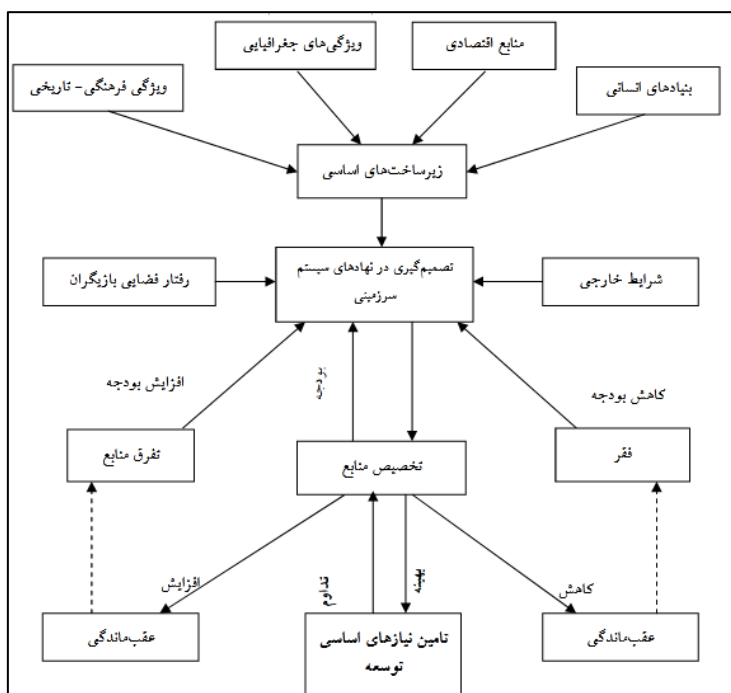 ویژگی‌های جغرافیایی
منابع اقتصادی
ویژگی فرهنگی- تاریخی
بنیادهای انسانی
زیرساخت‌های اساسی
تصمیم‌گیری در نهادهای سیستم
سرزمینی
رفتار فضایی بازیگران
شرایط خارجی
افزایش بودجه
بودجه
کاهش بودجه
تفرق منابع
تخصیص منابع
فقر
افزایش
تداوم
بهینه
کاهش
عقب‌ماندگی
تامین نیازهای اساسی
توسعه
عقب‌ماندگی